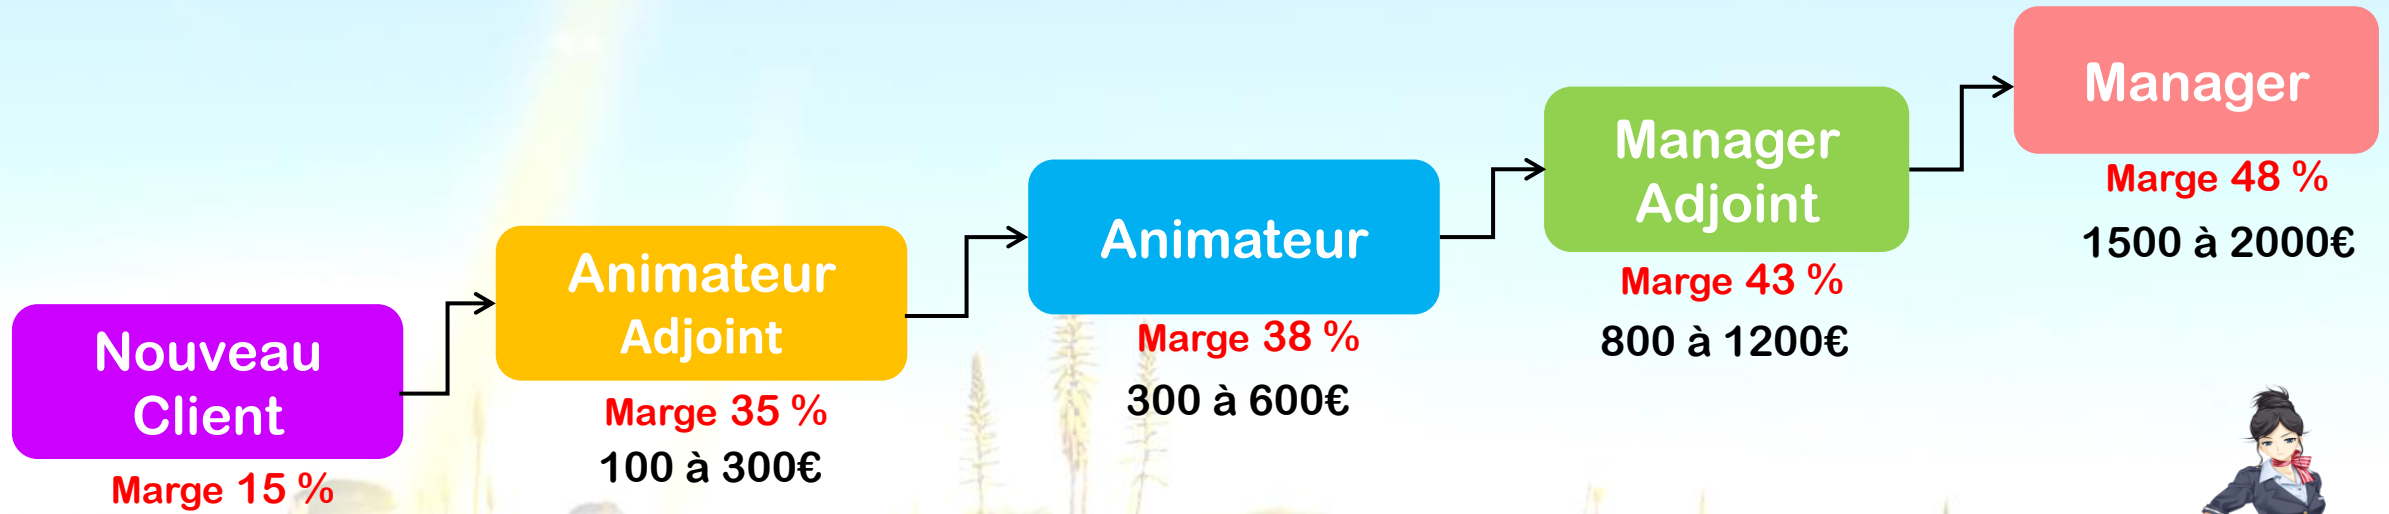 Nouveau
Client
Marge 15 %
Animateur
Adjoint
Marge 35 %
100 à 300€
Animateur
Marge 38 %
300 à 600€
Manager
Adjoint
Marge 43 %
800 à 1200€
Manager
Marge 48 %
1500 à 2000€